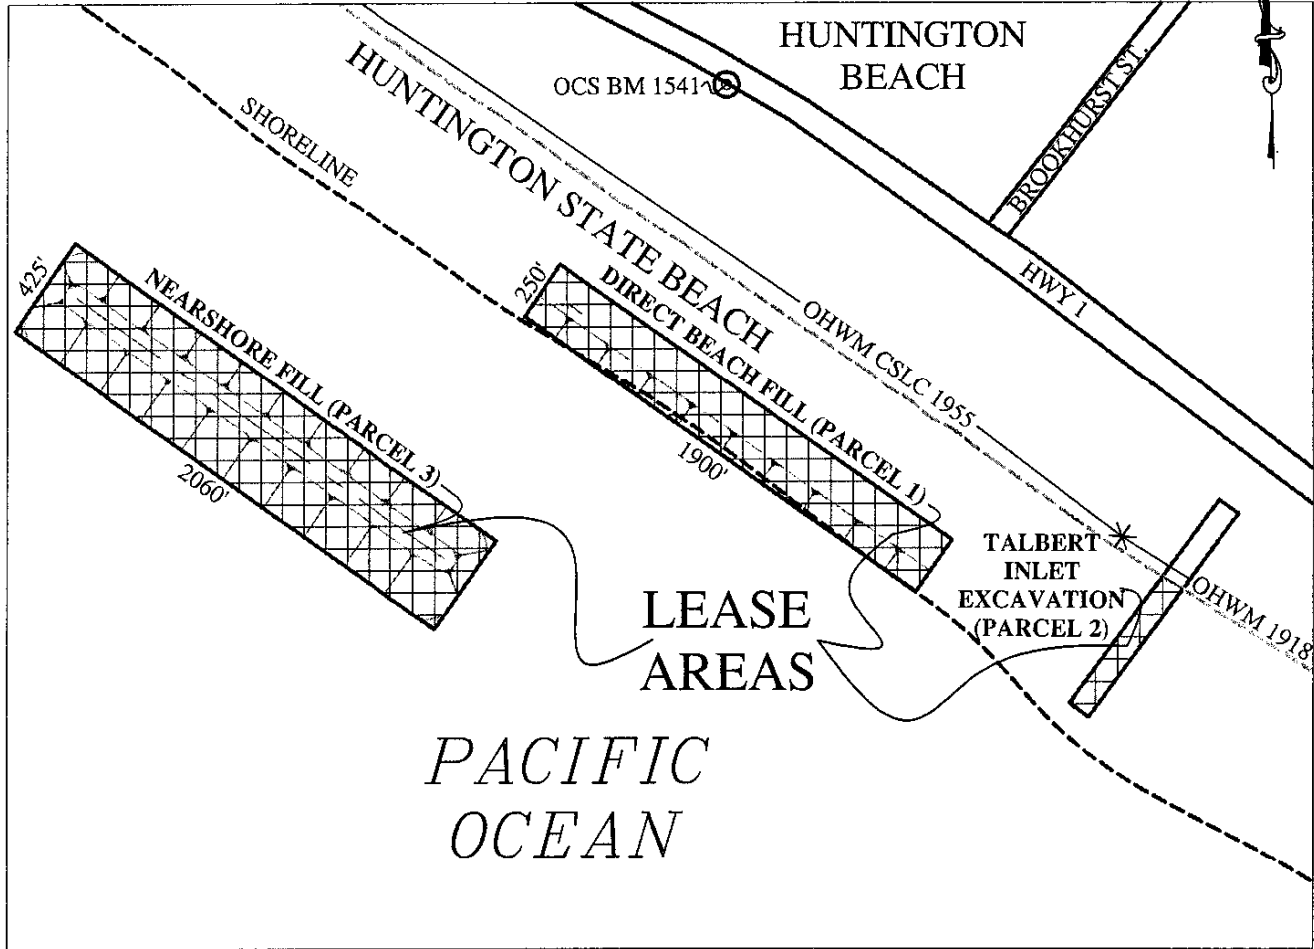 HUNTINGTON
BEACH
OCS BM 1541
BROOKHURST ST.
HUNTINGTON STATE BEACH
SHORELINE
HWY 1
425'
NEARSHORE FILL (PARCEL 3)
2060'
250'
DIRECT BEACH FILL (PARCEL 1)
1900'
OHWM CSLC 1955
TALBERT
INLET
EXCAVATION
(PARCEL 2)
OHWM 1918
LEASE
AREAS
PACIFIC
OCEAN